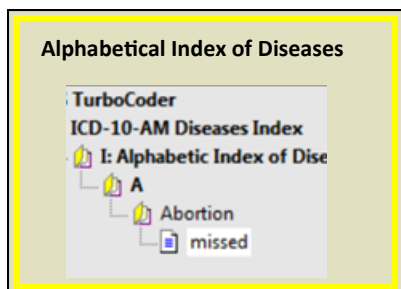 Alphabetical Index of Diseases
TurboCoder
ICD-10-AM Diseases Index
I: Alphabetic Index of Dise
A
Abortion
missed